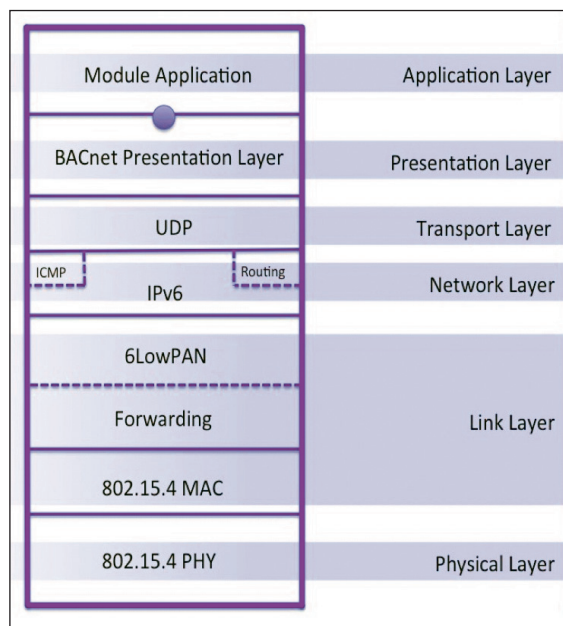 Module Application Application Layer
BACnet Presentation Layer Presentation Layer
UDP Transport Layer
ICMP Routing
IPv6 Network Layer
6LowPAN
Forwarding Link Layer
802.15.4 MAC
802.15.4 PHY Physical Layer